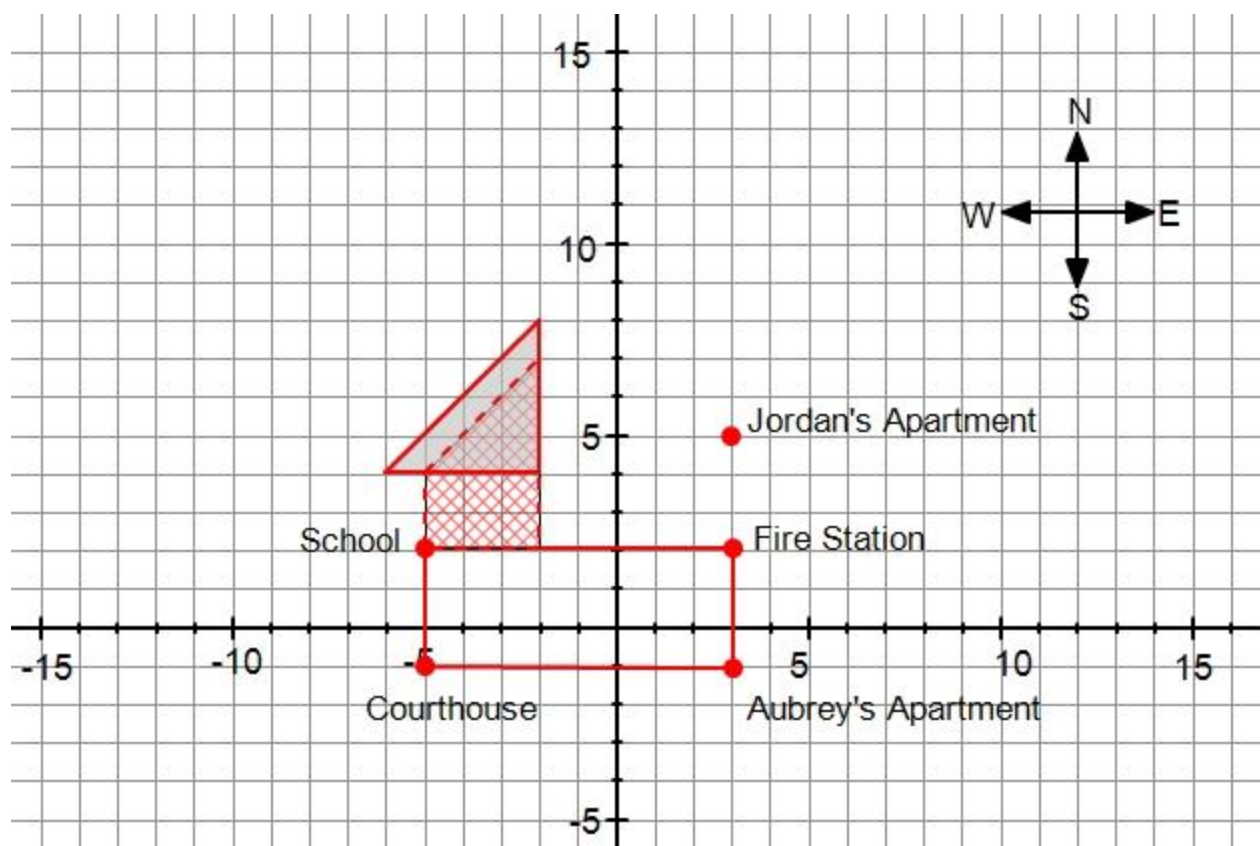 15
N
W E
10
S
Jordan's Apartment
5
School
Fire Station
-15 -10 -5 5 10 15
Courthouse
Aubrey's Apartment
-5